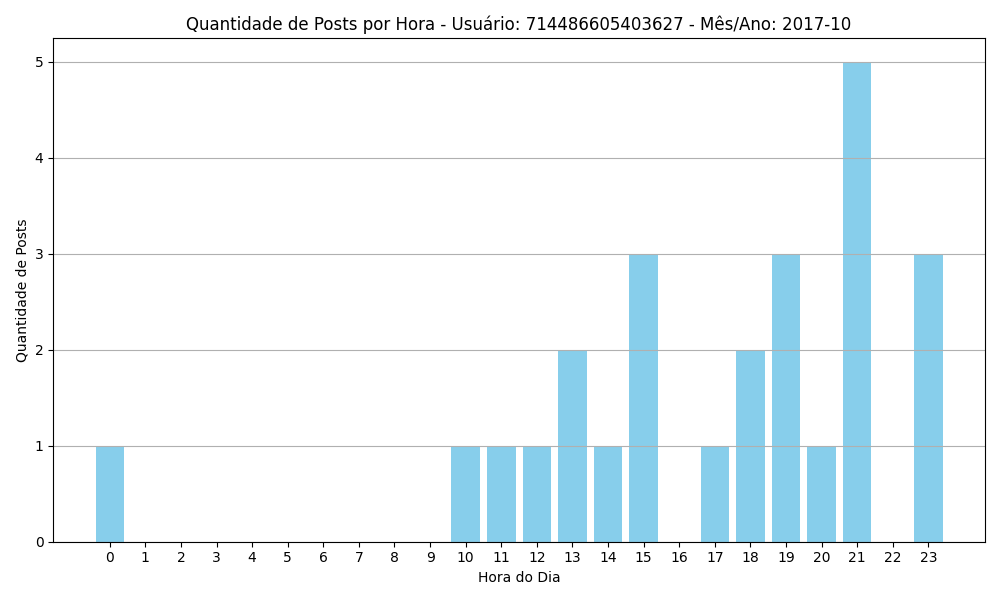 Quantidade de Posts por Hora - Usuário: 714486605403627 - Mês/Ano: 2017-10
Quantidade de Posts
5
4
3
2
1
0
0 1 2 3 4 5 6 7 8 9 10 11 12 13 14 15 16 17 18 19 20 21 22 23
Hora do Dia